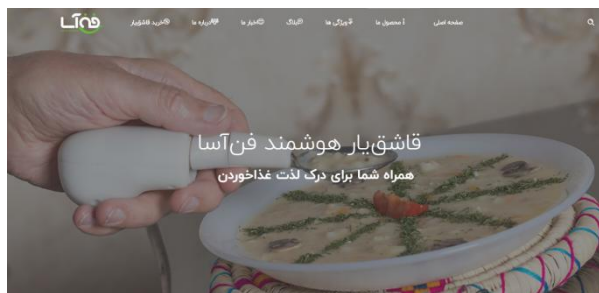 صفحه اصلی محصول ما ویژگی ها بلاگ اخبار ما درباره ما خرید قاشق‌یار فن‌آسا
قاشق‌یار هوشمند فن‌آسا
همراه شما برای درک لذت غذاخوردن